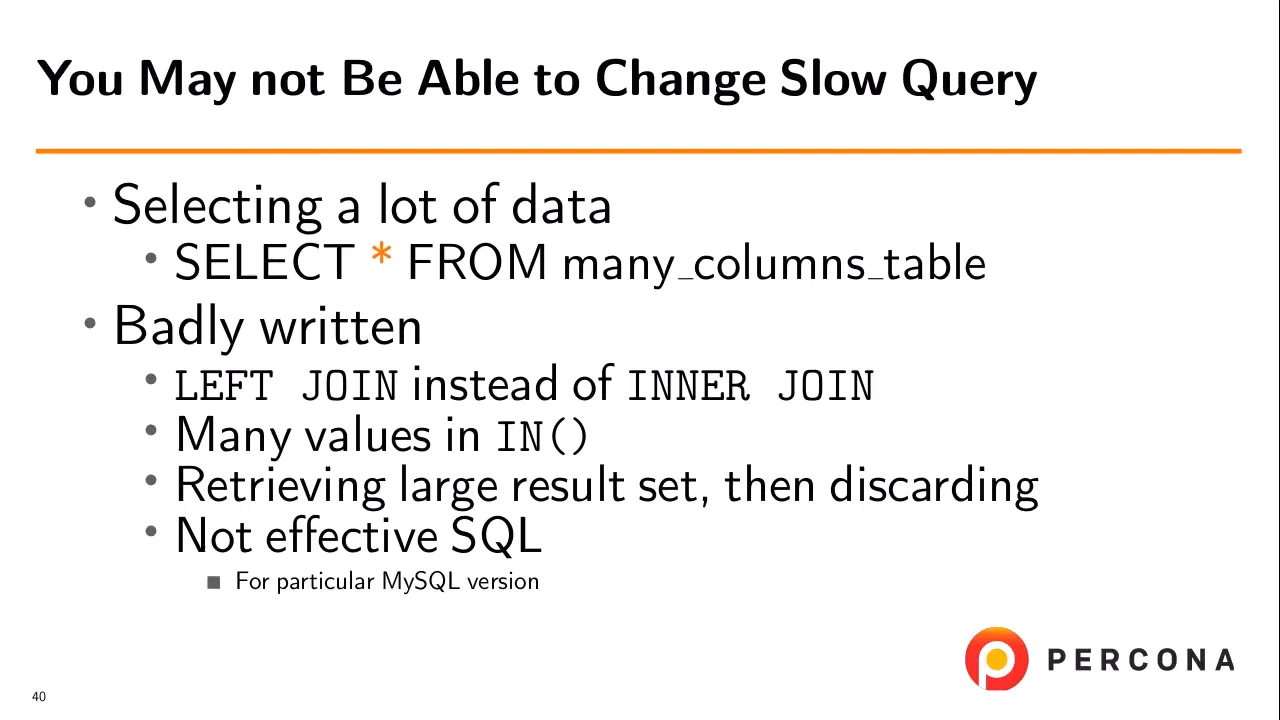 You May not Be Able to Change Slow Query
• Selecting a lot of data
• SELECT * FROM many_columns_table
• Badly written
• LEFT JOIN instead of INNER JOIN
• Many values in IN()
• Retrieving large result set, then discarding
• Not effective SQL
■ For particular MySQL version
PERCONA
40